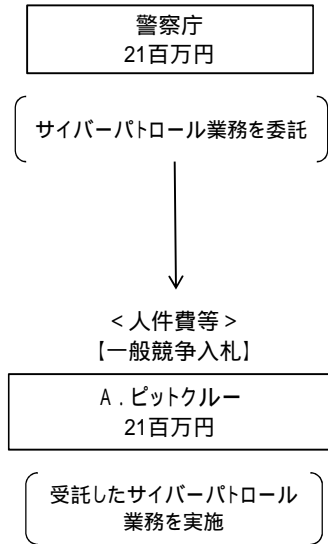 警察庁
21百万円
サイバーパトロール業務を委託
<人件費等>
【一般競争入札】
A．ピットクルー
21百万円
受託したサイバーパトロール
業務を実施